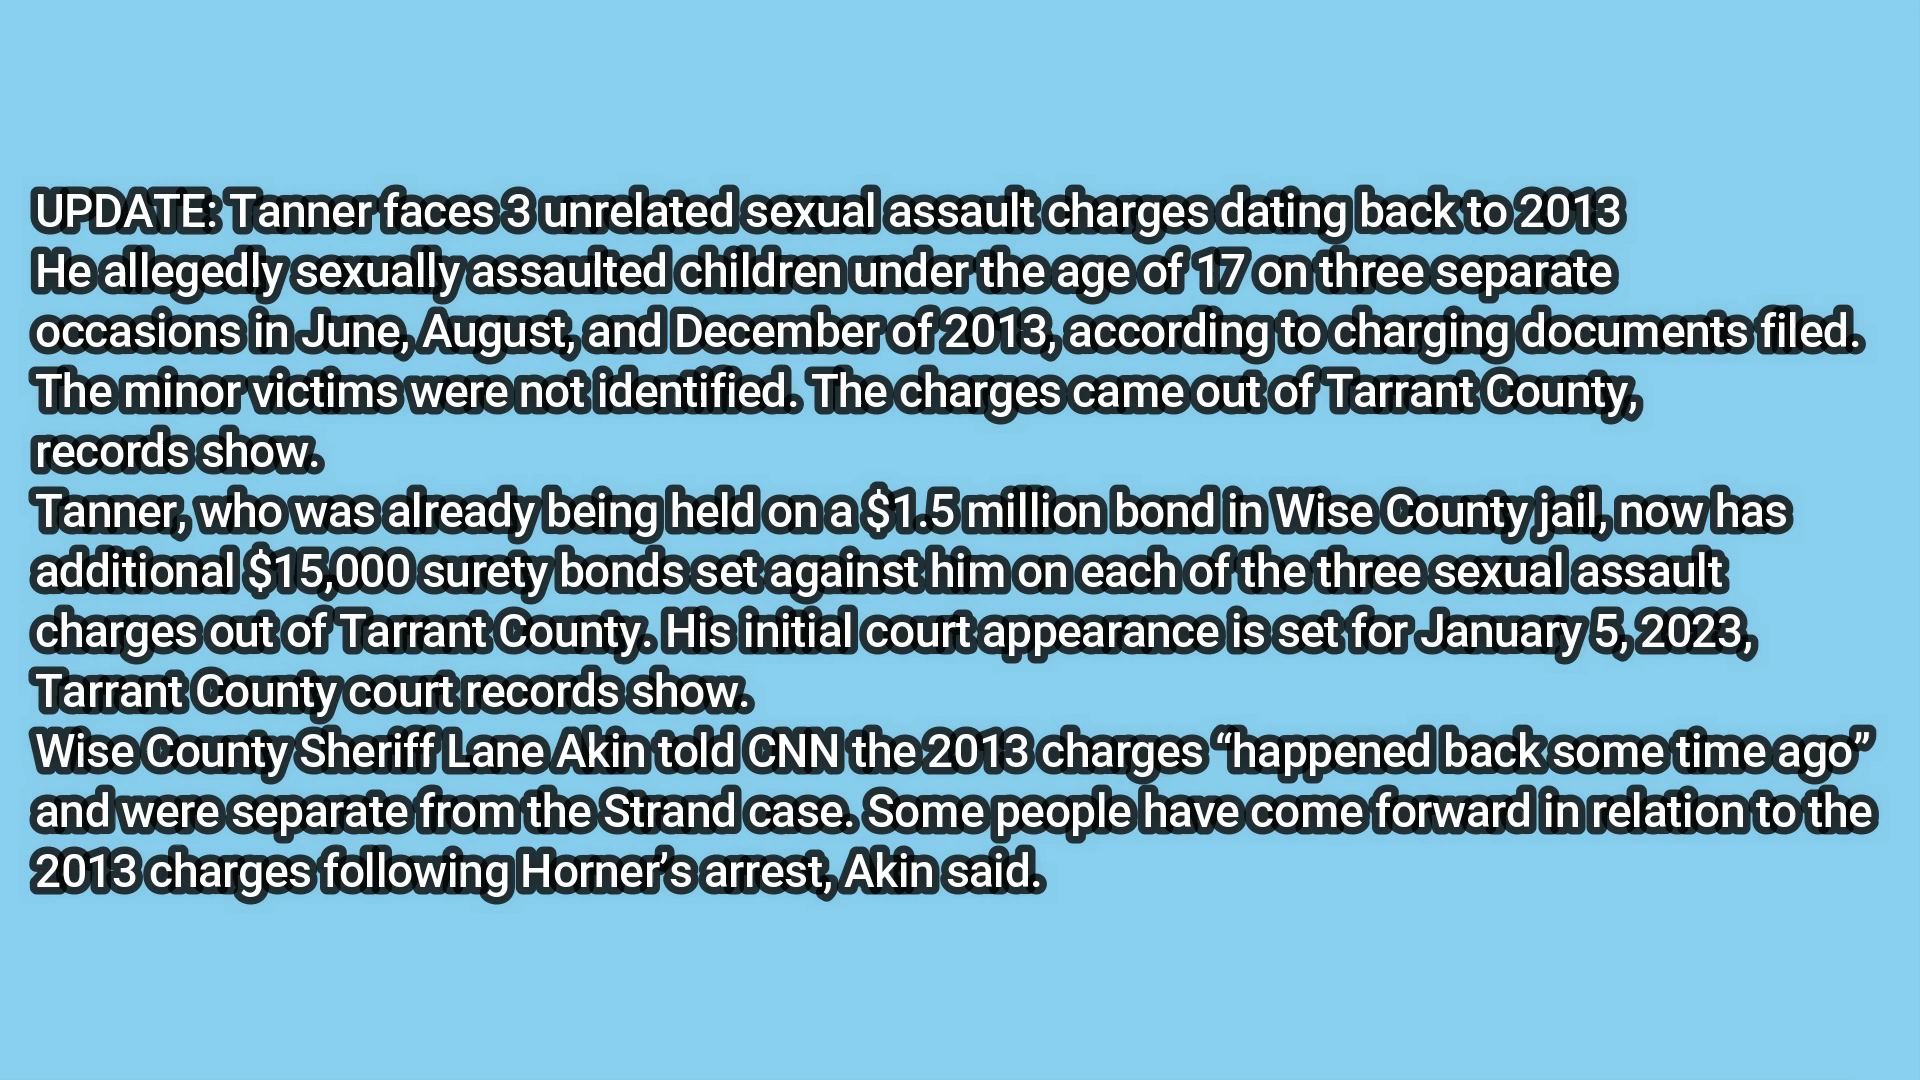 UPDATE: Tanner faces 3 unrelated sexual assault charges dating back to 2013
He allegedly sexually assaulted children under the age of 17 on three separate
occasions in June, August, and December of 2013, according to charging documents filed.
The minor victims were not identified. The charges came out of Tarrant County,
records show.
Tanner, who was already being held on a $1.5 million bond in Wise County jail, now has
additional $15,000 surety bonds set against him on each of the three sexual assault
charges out of Tarrant County. His initial court appearance is set for January 5, 2023,
Tarrant County court records show.
Wise County Sheriff Lane Akin told CNN the 2013 charges “happened back some time ago”
and were separate from the Strand case. Some people have come forward in relation to the
2013 charges following Horner’s arrest, Akin said.